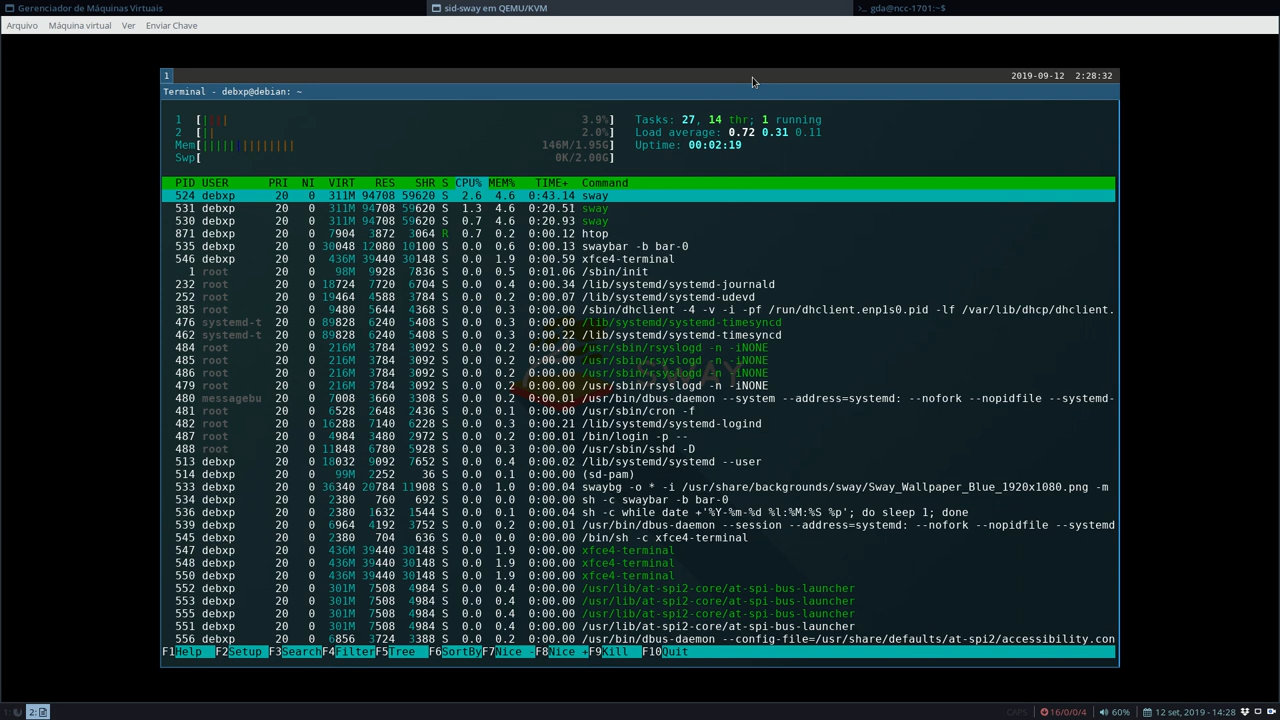 Gerenciador de Máquinas Virtuais sid-sway em QEMU/KVM gda@ncc-1701:~$
Arquivo Máquina virtual Ver Enviar Chave
1 2019-09-12 2:28:32
Terminal - debxp@debian: ~
1 [||||| 3.9%] Tasks: 27, 14 thr; 1 running
2 [|| 2.0%] Load average: 0.72 0.31 0.11
Mem[|||||||||||||||| 146M/1.95G] Uptime: 00:02:19
Swp[ 0K/2.00G]
PID USER PRI NI VIRT RES SHR S CPU% MEM% TIME+ Command
524 debxp 20 0 311M 94708 59620 S 2.6 4.6 0:43.14 sway
531 debxp 20 0 311M 94708 59620 S 1.3 4.6 0:20.51 sway
530 debxp 20 0 311M 94708 59620 S 0.7 4.6 0:20.93 sway
871 debxp 20 0 7904 3872 3064 R 0.7 0.2 0:00.12 htop
535 debxp 20 0 30048 12080 10100 S 0.0 0.6 0:00.13 swaybar -b bar-0
546 debxp 20 0 436M 39440 30148 S 0.0 1.9 0:00.59 xfce4-terminal
1 root 20 0 98M 9928 7836 S 0.0 0.5 0:01.06 /sbin/init
232 root 20 0 18724 7720 6704 S 0.0 0.4 0:00.34 /lib/systemd/systemd-journald
252 root 20 0 19464 4588 3784 S 0.0 0.2 0:00.07 /lib/systemd/systemd-udevd
385 root 20 0 9480 5644 4368 S 0.0 0.3 0:00.00 /sbin/dhclient -4 -v -i -pf /run/dhclient.enp1s0.pid -lf /var/lib/dhcp/dhclient.
476 systemd-t 20 0 89828 6240 5408 S 0.0 0.3 0:00.00 /lib/systemd/systemd-timesyncd
462 systemd-t 20 0 89828 6240 5408 S 0.0 0.3 0:00.22 /lib/systemd/systemd-timesyncd
484 root 20 0 216M 3784 3092 S 0.0 0.2 0:00.00 /usr/sbin/rsyslogd -n -iNONE
485 root 20 0 216M 3784 3092 S 0.0 0.2 0:00.00 /usr/sbin/rsyslogd -n -iNONE
486 root 20 0 216M 3784 3092 S 0.0 0.2 0:00.00 /usr/sbin/rsyslogd -n -iNONE
479 root 20 0 216M 3784 3092 S 0.0 0.2 0:00.00 /usr/sbin/rsyslogd -n -iNONE
480 messagebu 20 0 7008 3660 3308 S 0.0 0.2 0:00.01 /usr/bin/dbus-daemon --system --address=systemd: --nofork --nopidfile --systemd-
481 root 20 0 6528 2648 2436 S 0.0 0.1 0:00.00 /usr/sbin/cron -f
482 root 20 0 16288 7140 6228 S 0.0 0.3 0:00.21 /lib/systemd/systemd-logind
487 root 20 0 4984 3480 2972 S 0.0 0.2 0:00.01 /bin/login -p --
488 root 20 0 11848 6780 5928 S 0.0 0.3 0:00.00 /usr/sbin/sshd -D
513 debxp 20 0 18032 9092 7652 S 0.0 0.4 0:00.02 /lib/systemd/systemd --user
514 debxp 20 0 99M 2252 36 S 0.0 0.1 0:00.00 (sd-pam)
533 debxp 20 0 36340 20784 11908 S 0.0 1.0 0:00.04 swaybg -o * -i /usr/share/backgrounds/sway/Sway_Wallpaper_Blue_1920x1080.png -m
534 debxp 20 0 2380 760 692 S 0.0 0.0 0:00.00 sh -c swaybar -b bar-0
536 debxp 20 0 2380 1632 1544 S 0.0 0.1 0:00.04 sh -c while date +'%Y-%m-%d %l:%M:%S %p'; do sleep 1; done
539 debxp 20 0 6964 4192 3752 S 0.0 0.2 0:00.01 /usr/bin/dbus-daemon --session --address=systemd: --nofork --nopidfile --systemd
545 debxp 20 0 2380 704 636 S 0.0 0.0 0:00.00 /bin/sh -c xfce4-terminal
547 debxp 20 0 436M 39440 30148 S 0.0 1.9 0:00.00 xfce4-terminal
548 debxp 20 0 436M 39440 30148 S 0.0 1.9 0:00.00 xfce4-terminal
550 debxp 20 0 436M 39440 30148 S 0.0 1.9 0:00.00 xfce4-terminal
552 debxp 20 0 301M 7508 4984 S 0.0 0.4 0:00.00 /usr/lib/at-spi2-core/at-spi-bus-launcher
553 debxp 20 0 301M 7508 4984 S 0.0 0.4 0:00.00 /usr/lib/at-spi2-core/at-spi-bus-launcher
555 debxp 20 0 301M 7508 4984 S 0.0 0.4 0:00.00 /usr/lib/at-spi2-core/at-spi-bus-launcher
551 debxp 20 0 301M 7508 4984 S 0.0 0.4 0:00.00 /usr/lib/at-spi2-core/at-spi-bus-launcher
556 debxp 20 0 6856 3724 3388 S 0.0 0.2 0:00.00 /usr/bin/dbus-daemon --config-file=/usr/share/defaults/at-spi2/accessibility.con
F1Help F2Setup F3SearchF4FilterF5Tree F6SortByF7Nice -F8Nice +F9Kill F10Quit
SWAY
1: 2: CAPS 16/0/0/4 60% 12 set, 2019 - 14:28